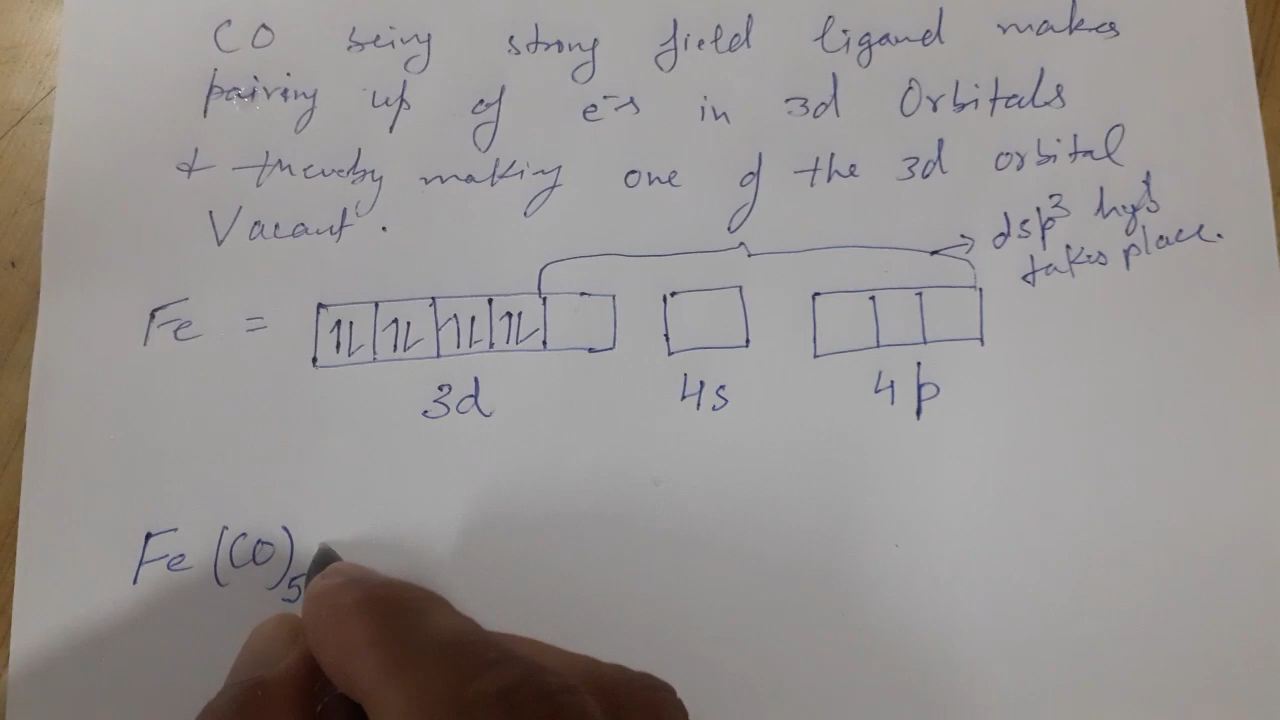 CO being strong field ligand makes
pairing up of e-s in 3d Orbitals
& thereby making one of the 3d orbital
Vacant.
dsp³ hyb
takes place.
Fe = 1L 1L 1L 1L
3d 4s 4p
Fe (CO)5